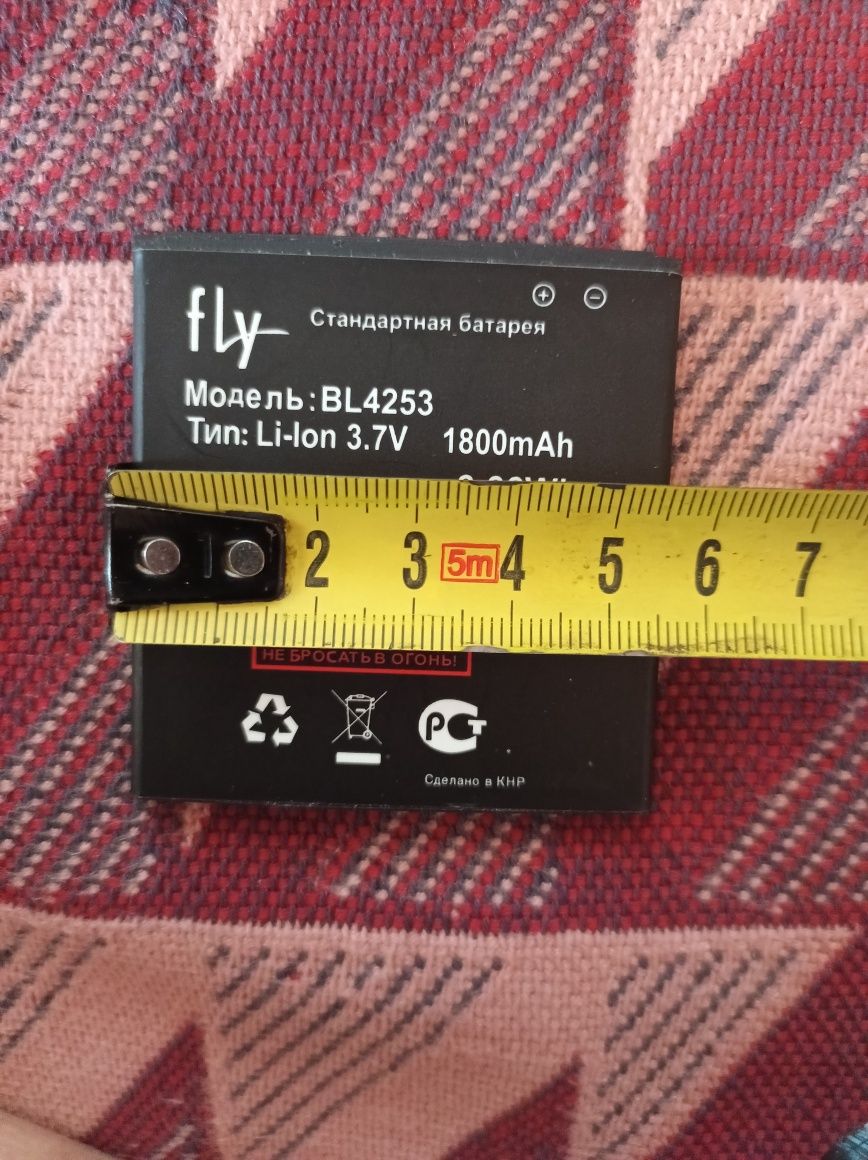 fly Стандартная батарея
Модель: BL4253
Тип: Li-Ion 3.7V 1800mAh
1 2 3 5m 4 5 6 7
НЕ БРОСАТЬ В ОГОНЬ!
РСТ
Сделано в КНР